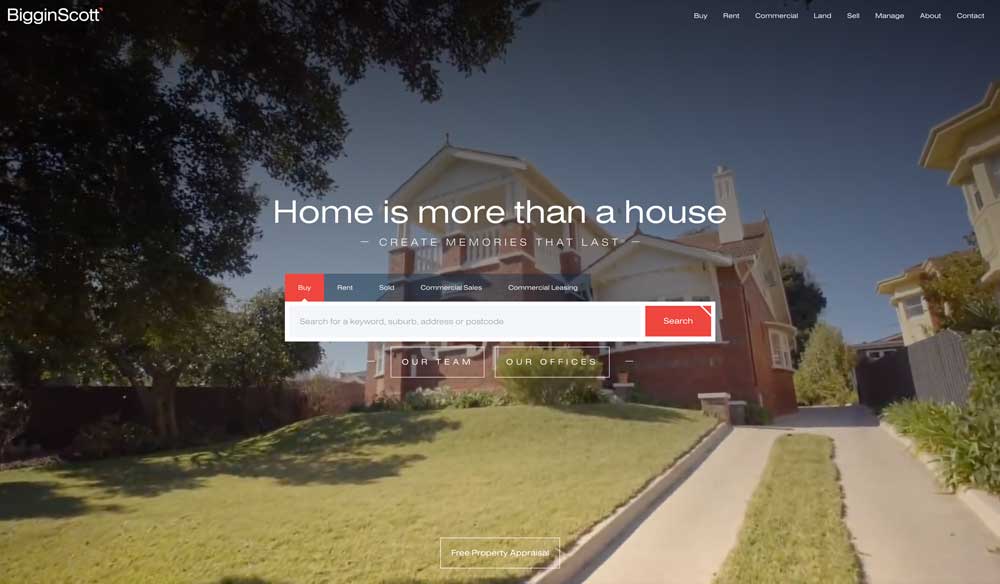 BigginScott
Buy Rent Commercial Land Sell Manage About Contact
Home is more than a house
— CREATE MEMORIES THAT LAST —
Buy Rent Sold Commercial Sales Commercial Leasing
Search for a keyword, suburb, address or postcode
Search
— OUR TEAM OUR OFFICES —
Free Property Appraisal